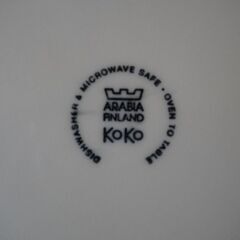 DISHWASHER & MICROWAVE SAFE · OVEN TO TABLE
ARABIA
FINLAND
KOKO